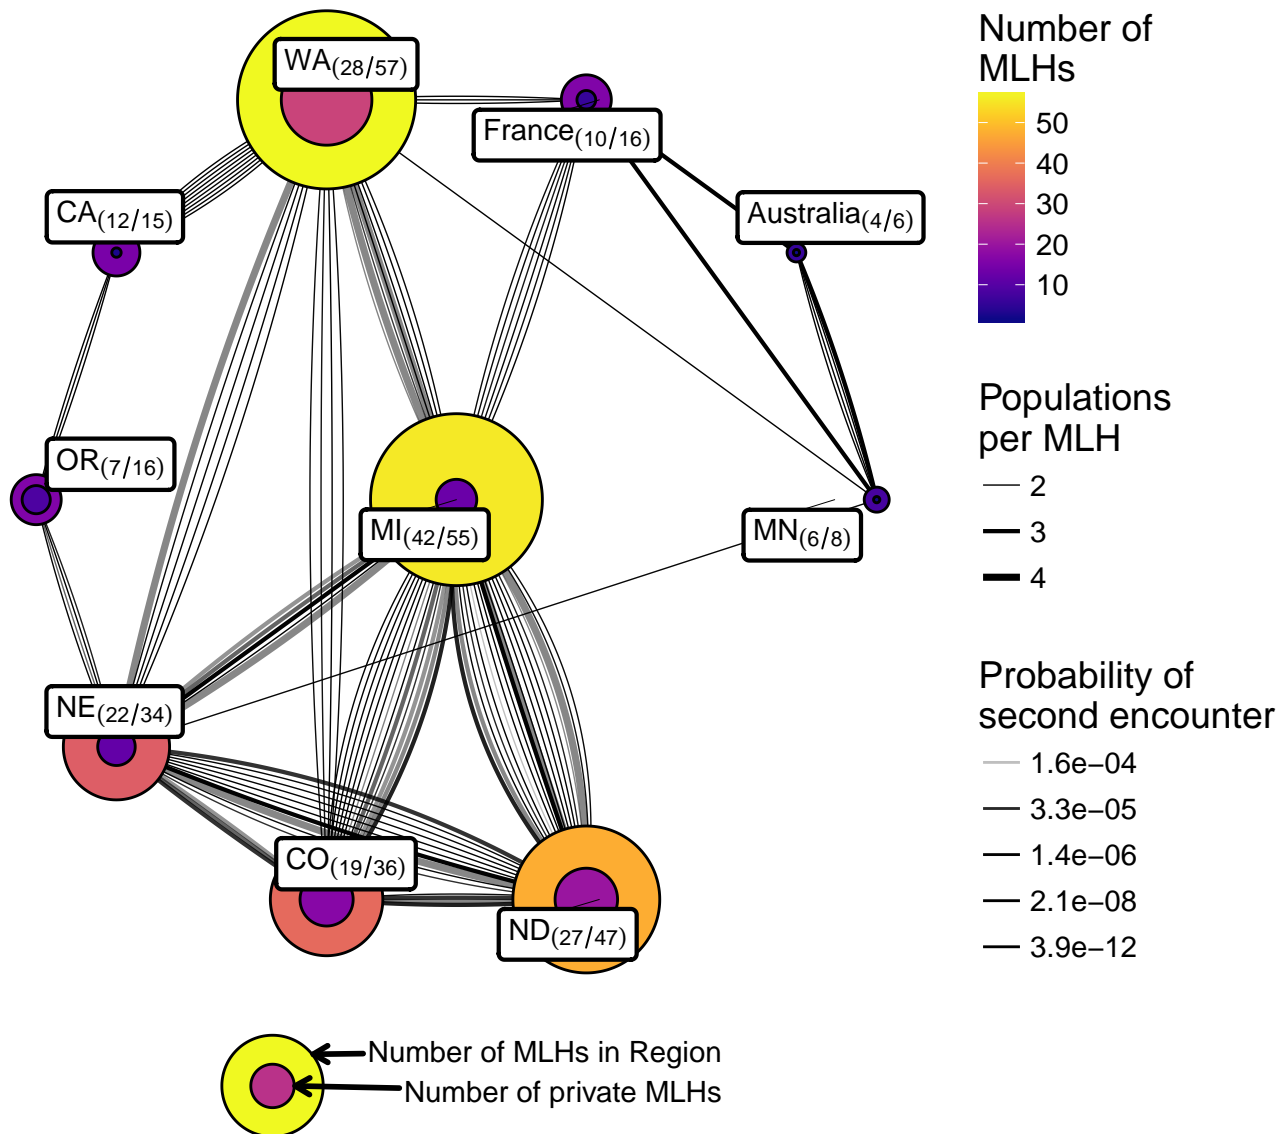 WA(28/57)
France(10/16)
CA(12/15)
Australia(4/6)
OR(7/16)
MI(42/55)
MN(6/8)
NE(22/34)
CO(19/36)
ND(27/47)
Number of MLHs in Region
Number of private MLHs
Number of
MLHs
50
40
30
20
10
Populations
per MLH
2
3
4
Probability of
second encounter
1.6e−04
3.3e−05
1.4e−06
2.1e−08
3.9e−12